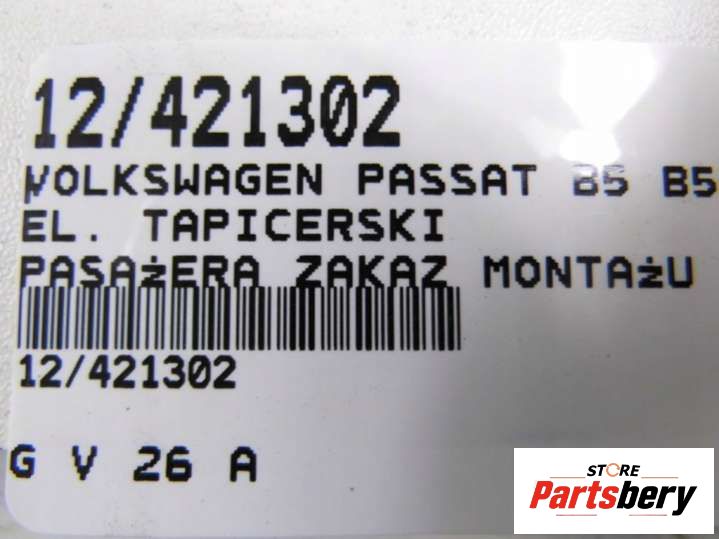 12/421302
VOLKSWAGEN PASSAT B5 B5
EL. TAPICERSKI
PASAżERA ZAKAZ MONTAżU
12/421302
G V 26 A
STORE
Partsbery